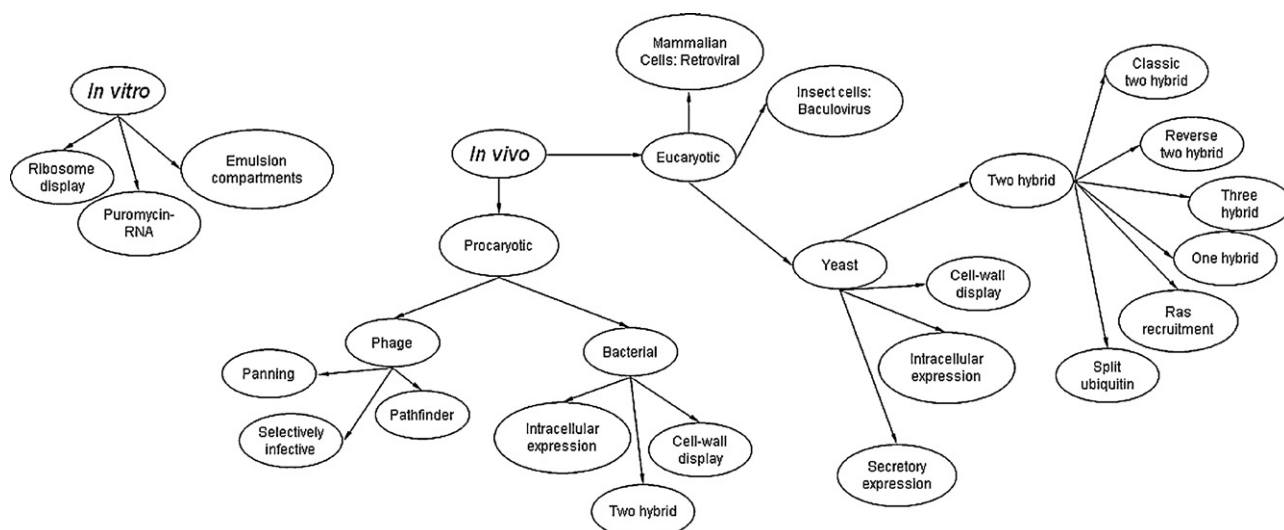 In vitro
Ribosome
display
Puromycin-
RNA
Emulsion
compartments
In vivo
Eucaryotic
Mammalian
Cells: Retroviral
Insect cells:
Baculovirus
Procaryotic
Phage
Panning
Selectively
infective
Pathfinder
Bacterial
Intracellular
expression
Two hybrid
Cell-wall
display
Yeast
Cell-wall
display
Intracellular
expression
Secretory
expression
Two hybrid
Classic
two hybrid
Reverse
two hybrid
Three
hybrid
One hybrid
Ras
recruitment
Split
ubiquitin